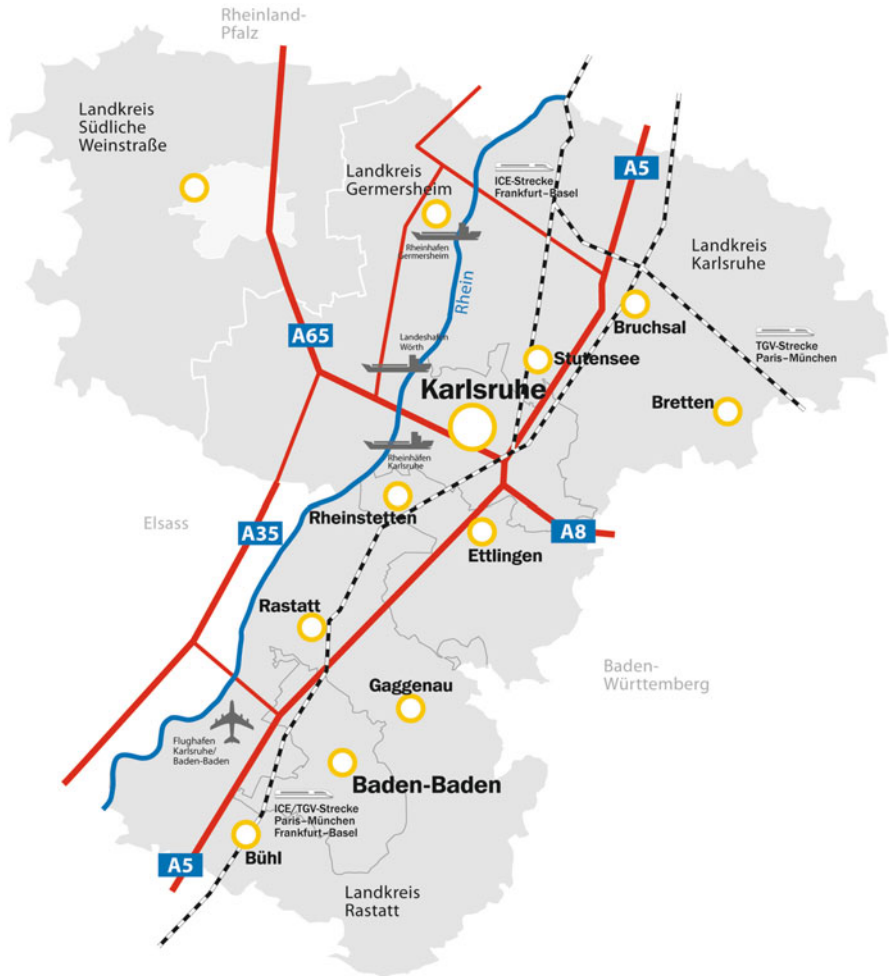 Rheinland-
Pfalz
Landkreis
Südliche
Weinstraße
Landkreis
Germersheim
ICE-Strecke
Frankfurt–Basel
A5
Landkreis
Karlsruhe
Rheinhafen
Germersheim
Rhein
A65
Bruchsal
Landeshafen
Wörth
Stutensee
TGV-Strecke
Paris–München
Karlsruhe
Bretten
Rheinhäfen
Karlsruhe
Rheinstetten
Elsass
A35
A8
Ettlingen
Rastatt
Baden-
Württemberg
Gaggenau
Flughafen
Karlsruhe/
Baden-Baden
Baden-Baden
ICE/TGV-Strecke
Paris–München
Frankfurt–Basel
Bühl
A5
Landkreis
Rastatt